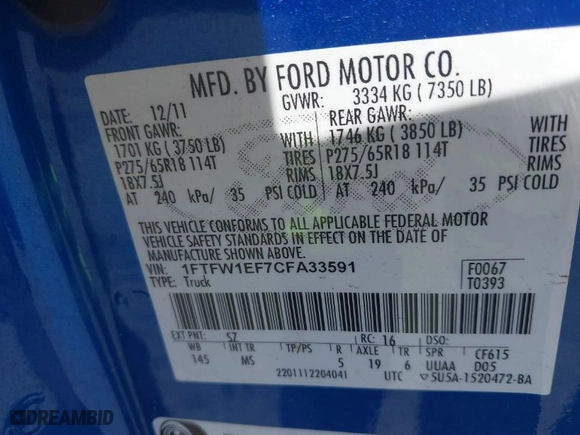 MFD. BY FORD MOTOR CO.
DATE: 12/11 GVWR: 3334 KG ( 7350 LB)
FRONT GAWR: REAR GAWR:
1701 KG ( 3750 LB) WITH 1746 KG ( 3850 LB) WITH
P275/65R18 114T TIRES P275/65R18 114T TIRES
18X7.5J RIMS 18X7.5J RIMS
AT 240 kPa/ 35 PSI COLD AT 240 kPa/ 35 PSI COLD
THIS VEHICLE CONFORMS TO ALL APPLICABLE FEDERAL MOTOR
VEHICLE SAFETY STANDARDS IN EFFECT ON THE DATE OF
MANUFACTURE SHOWN ABOVE.
VIN: 1FTFW1EF7CFA33591 F0067
TYPE: Truck T0393
EXT PNT: S7 RC: 16 DSO:
WB INT TR TP/PS R AXLE TR SPR CF615
145 MS 5 19 6 UUAA D05
2201112204041 UTC 5U5A-1520472-BA
DREAMBID